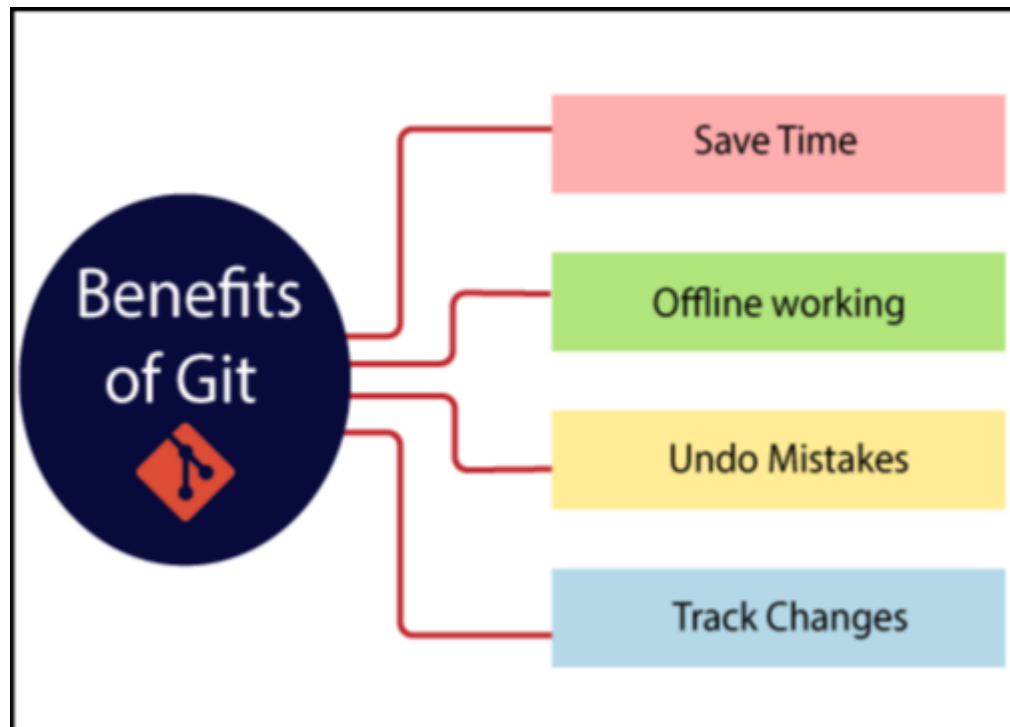 Benefits
of Git
Save Time
Offline working
Undo Mistakes
Track Changes